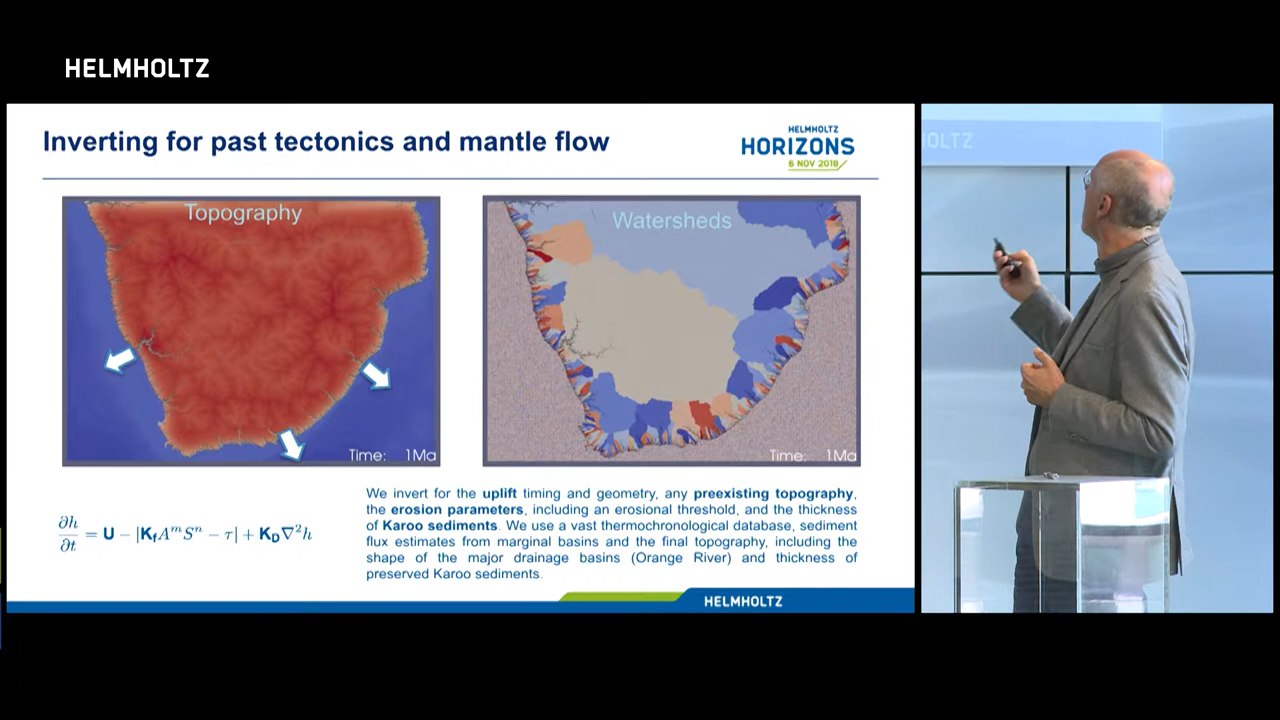 HELMHOLTZ
Inverting for past tectonics and mantle flow
HELMHOLTZ
HORIZONS
6 NOV 2018
Topography
Time: 1Ma
Watersheds
Time: 1Ma
∂h/∂t = U − |K_f A^m S^n − τ| + K_D ∇²h
We invert for the uplift timing and geometry, any preexisting topography,
the erosion parameters, including an erosional threshold, and the thickness
of Karoo sediments. We use a vast thermochronological database, sediment
flux estimates from marginal basins and the final topography, including the
shape of the major drainage basins (Orange River) and thickness of
preserved Karoo sediments.
HELMHOLTZ
HOLTZ